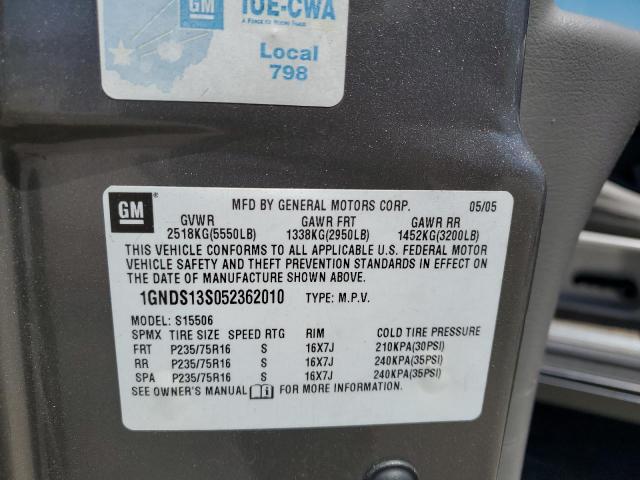 GM IUE-CWA
Local
798
GM MFD BY GENERAL MOTORS CORP. 05/05
GVWR GAWR FRT GAWR RR
2518KG(5550LB) 1338KG(2950LB) 1452KG(3200LB)
THIS VEHICLE CONFORMS TO ALL APPLICABLE U.S. FEDERAL MOTOR
VEHICLE SAFETY AND THEFT PREVENTION STANDARDS IN EFFECT ON
THE DATE OF MANUFACTURE SHOWN ABOVE.
1GNDS13S052362010 TYPE: M.P.V.
MODEL: S15506
SPMX TIRE SIZE SPEED RTG RIM COLD TIRE PRESSURE
FRT P235/75R16 S 16X7J 210KPA(30PSI)
RR P235/75R16 S 16X7J 240KPA(35PSI)
SPA P235/75R16 S 16X7J 240KPA(35PSI)
SEE OWNER'S MANUAL FOR MORE INFORMATION.